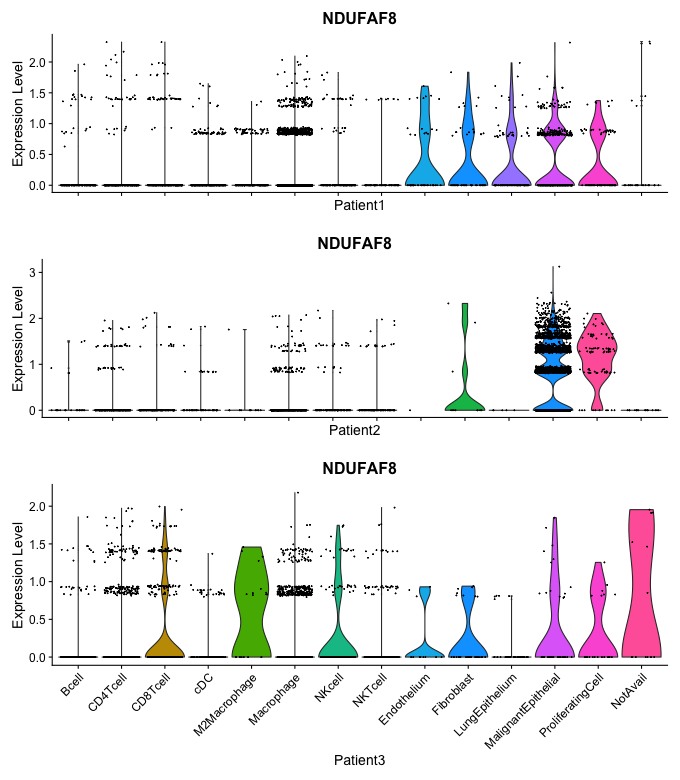 NDUFAF8
Expression Level
2.0
1.5
1.0
0.5
0.0
Patient1
NDUFAF8
Expression Level
3
2
1
0
Patient2
NDUFAF8
Expression Level
2.0
1.5
1.0
0.5
0.0
Bcell
CD4Tcell
CD8Tcell
cDC
M2Macrophage
Macrophage
NKcell
NKTcell
Endothelium
Fibroblast
LungEpithelium
MalignantEpithelial
ProliferatingCell
NotAvail
Patient3